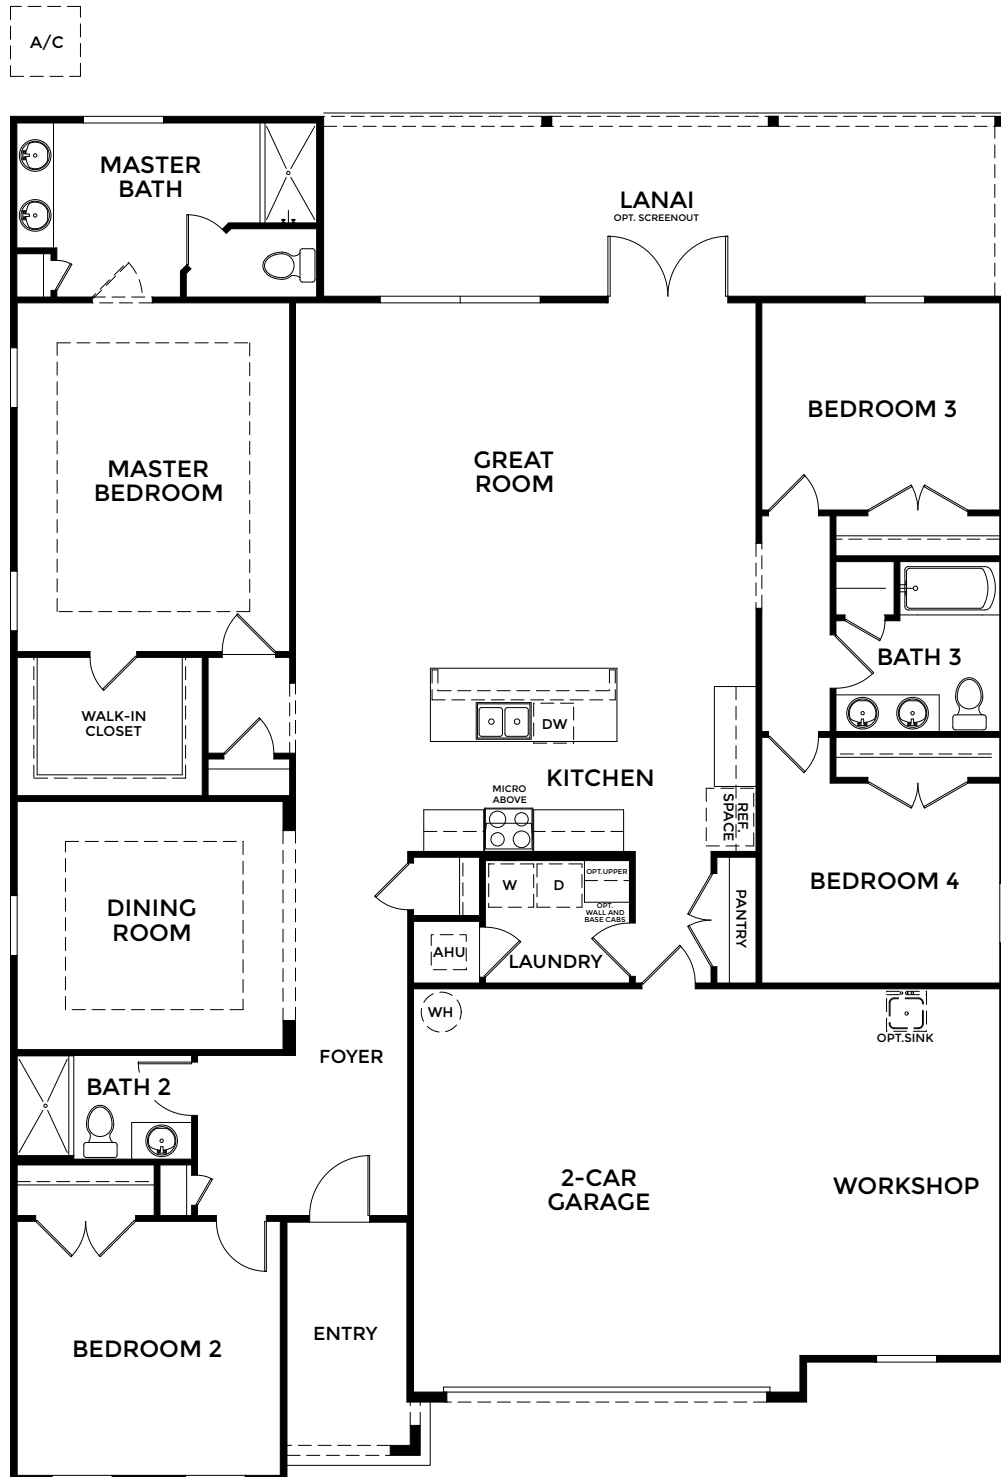 A/C
MASTER
BATH
LANAI
OPT. SCREENOUT
BEDROOM 3
GREAT
ROOM
MASTER
BEDROOM
BATH 3
WALK-IN
CLOSET
DW
KITCHEN
MICRO
ABOVE
REF.
SPACE
OPT.UPPER
W
D
BEDROOM 4
PANTRY
OPT.
WALL AND
BASE CABS
DINING
ROOM
AHU
LAUNDRY
WH
OPT.SINK
FOYER
BATH 2
2-CAR
GARAGE
WORKSHOP
ENTRY
BEDROOM 2